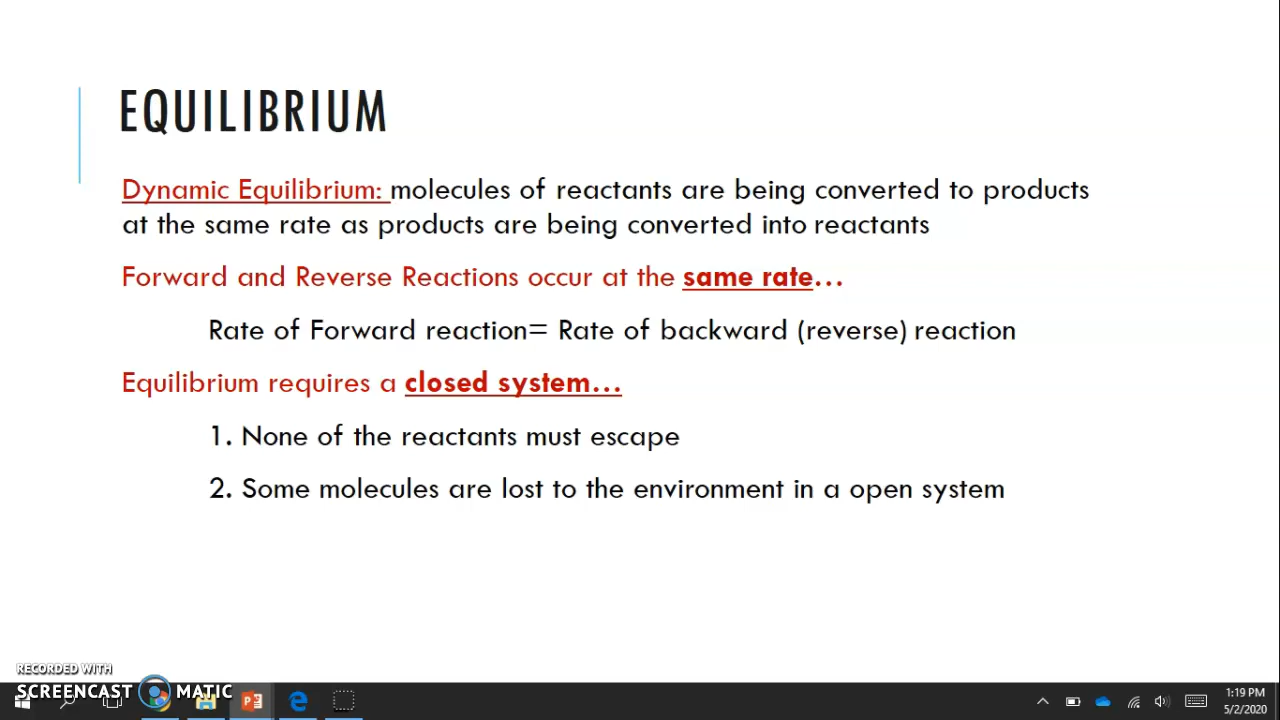 EQUILIBRIUM
Dynamic Equilibrium: molecules of reactants are being converted to products
at the same rate as products are being converted into reactants
Forward and Reverse Reactions occur at the same rate…
Rate of Forward reaction= Rate of backward (reverse) reaction
Equilibrium requires a closed system…
1. None of the reactants must escape
2. Some molecules are lost to the environment in a open system
RECORDED WITH
SCREENCAST MATIC
1:19 PM
5/2/2020